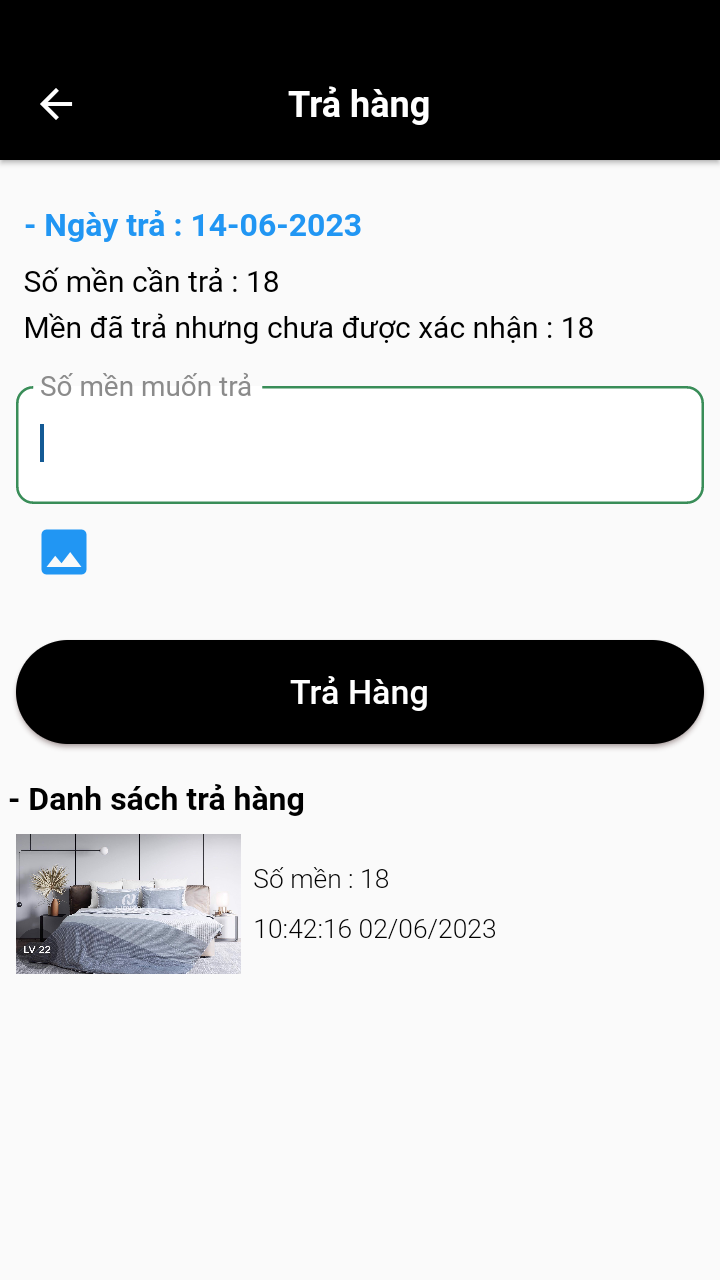 Trả hàng
- Ngày trả : 14-06-2023
Số mền cần trả : 18
Mền đã trả nhưng chưa được xác nhận : 18
Số mền muốn trả
Trả Hàng
- Danh sách trả hàng
Số mền : 18
10:42:16 02/06/2023
LV 22